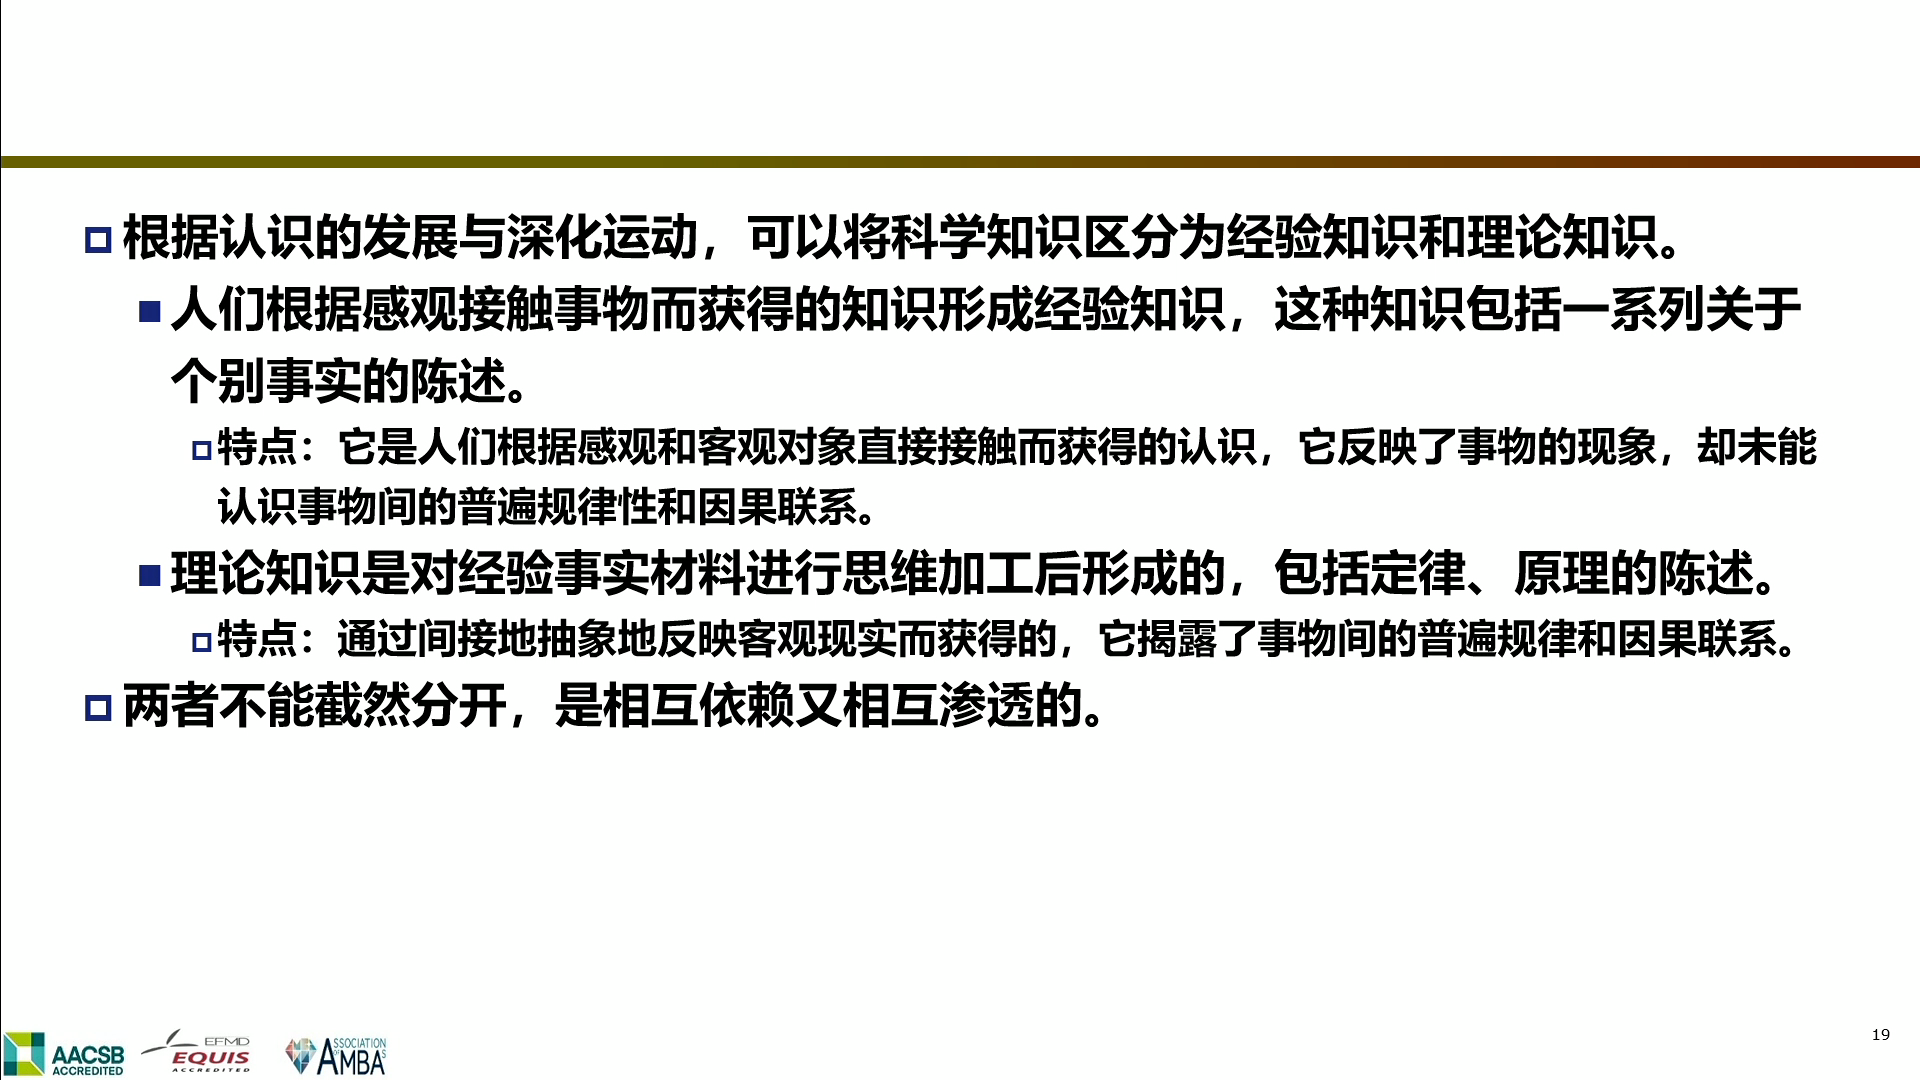 根据认识的发展与深化运动，可以将科学知识区分为经验知识和理论知识。
人们根据感观接触事物而获得的知识形成经验知识，这种知识包括一系列关于
个别事实的陈述。
特点：它是人们根据感观和客观对象直接接触而获得的认识，它反映了事物的现象，却未能
认识事物间的普遍规律性和因果联系。
理论知识是对经验事实材料进行思维加工后形成的，包括定律、原理的陈述。
特点：通过间接地抽象地反映客观现实而获得的，它揭露了事物间的普遍规律和因果联系。
两者不能截然分开，是相互依赖又相互渗透的。
AACSB
ACCREDITED
EFMD
EQUIS
ACCREDITED
ASSOCIATION
OF
AMBAS
19